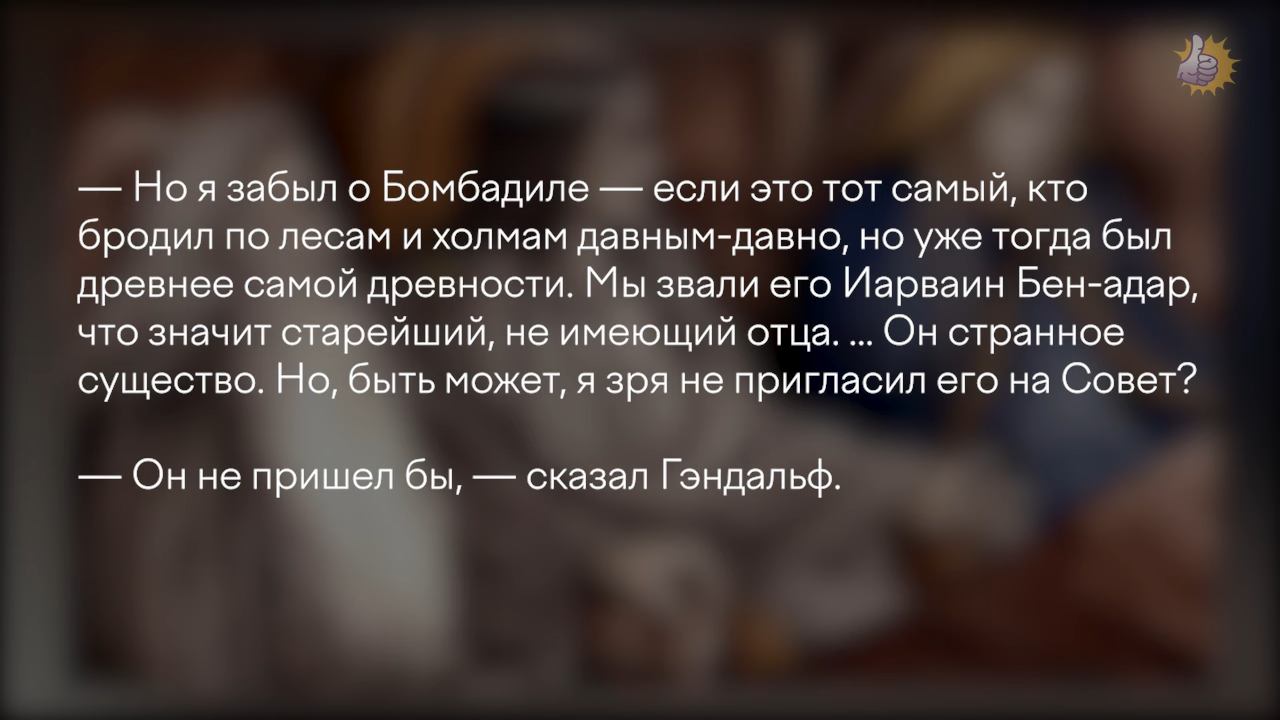 — Но я забыл о Бомбадиле — если это тот самый, кто
бродил по лесам и холмам давным-давно, но уже тогда был
древнее самой древности. Мы звали его Иарваин Бен-адар,
что значит старейший, не имеющий отца. ... Он странное
существо. Но, быть может, я зря не пригласил его на Совет?
— Он не пришел бы, — сказал Гэндальф.